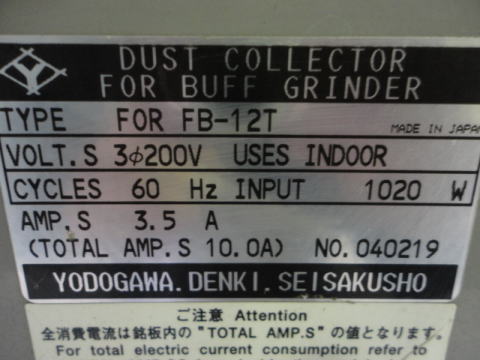 DUST COLLECTOR
FOR BUFF GRINDER
TYPE FOR FB-12T MADE IN JAPAN
VOLT.S 3φ200V USES INDOOR
CYCLES 60 Hz INPUT 1020 W
AMP.S 3.5 A
(TOTAL AMP.S 10.0A) NO.040219
YODOGAWA.DENKI.SEISAKUSHO
ご注意 Attention
全消費電流は銘板内の"TOTAL AMP.S"の値となります。
For total electric current consumption refer to